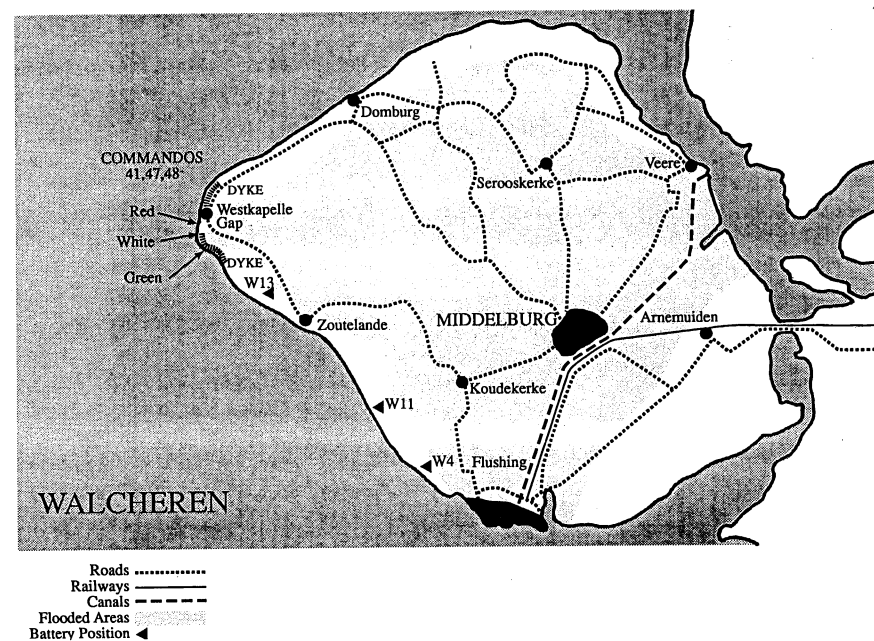 Domburg
COMMANDOS
41,47,48
DYKE
Serooskerke
Veere
Red
Westkapelle
Gap
White
Green
DYKE
W13
Zoutelande
MIDDELBURG
Arnemuiden
Koudekerke
W11
W4
Flushing
WALCHEREN
Roads
Railways
Canals
Flooded Areas
Battery Position